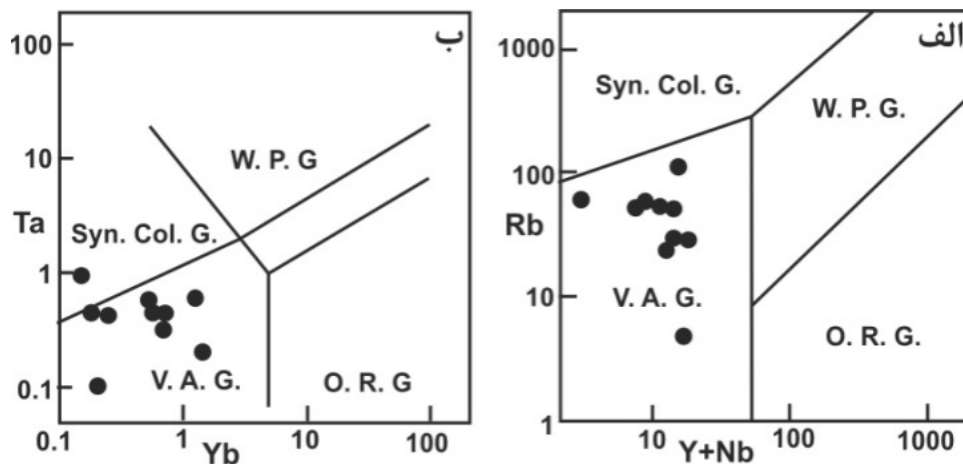 ب
100
10
Ta
1
0.1
W. P. G
Syn. Col. G.
V. A. G.
O. R. G
0.1
1
10
100
Yb
الف
1000
100
Rb
10
1
Syn. Col. G.
W. P. G.
V. A. G.
O. R. G.
10
100
1000
Y+Nb